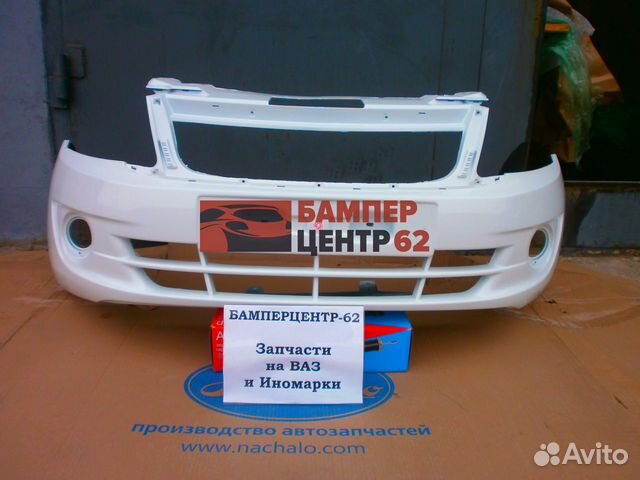 БАМПЕР
ЦЕНТР 62
БАМПЕРЦЕНТР-62
Запчасти
на ВАЗ
и Иномарки
производство автозапчастей
www.nachalo.com
Avito